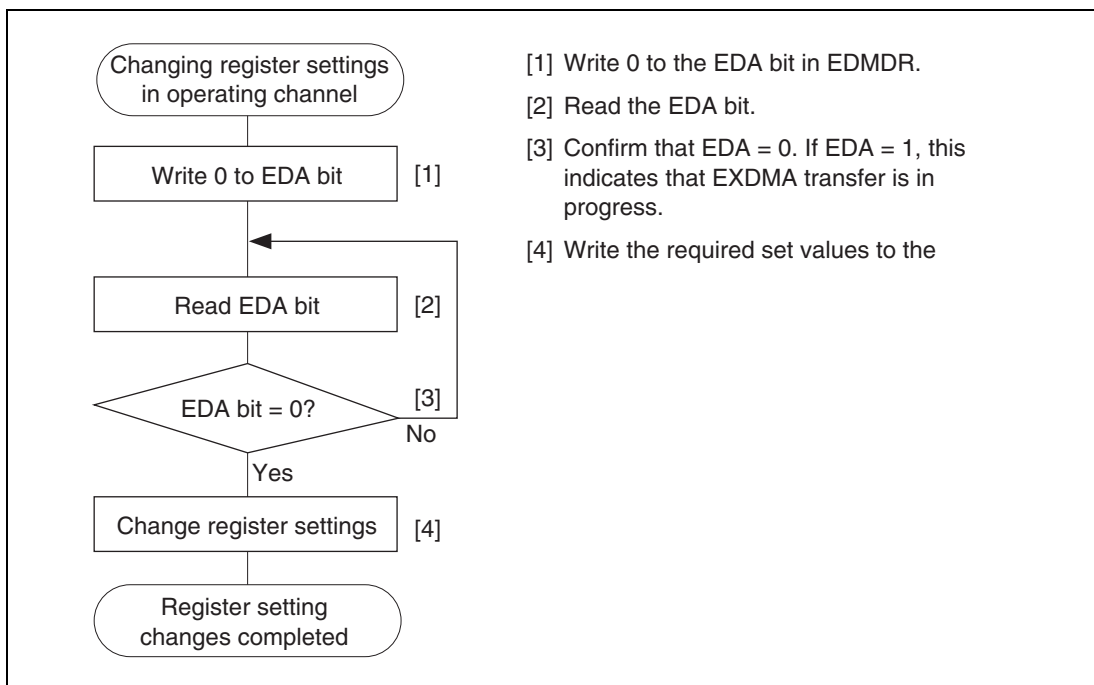 Changing register settings
in operating channel
Write 0 to EDA bit
[1]
Read EDA bit
[2]
EDA bit = 0?
[3]
No
Yes
Change register settings
[4]
Register setting
changes completed
[1] Write 0 to the EDA bit in EDMDR.
[2] Read the EDA bit.
[3] Confirm that EDA = 0. If EDA = 1, this
indicates that EXDMA transfer is in
progress.
[4] Write the required set values to the